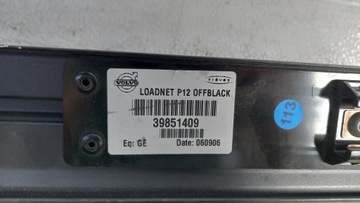 VOLVO
LOADNET P12 OFFBLACK
39851409
Eq: GE Date: 060906
113